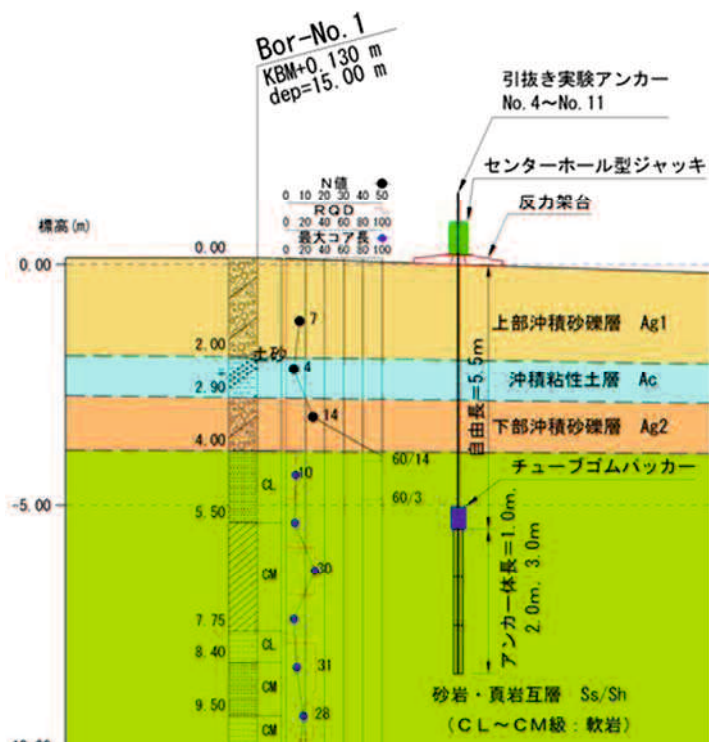 Bor-No.1
KBM+0.130 m
dep=15.00 m
引抜き実験アンカー
No.4～No.11
センターホール型ジャッキ
反力架台
N値
0 10 20 30 40 50
RQD
0 20 40 60 80 100
最大コア長
0 20 40 60 80 100
標高(m)
0.00
0.00
7
上部沖積砂礫層 Ag1
2.00
土砂
4
2.90
沖積粘性土層 Ac
14
下部沖積砂礫層 Ag2
4.00
自由長=5.5m
60/14
チューブゴムパッカー
CL
10
60/3
-5.00
5.50
CM
30
アンカー体長=1.0m,
2.0m, 3.0m
7.75
CL
8.40
31
CM
砂岩・真岩互層 Ss/Sh
9.50
28
(CL～CM級：軟岩)
CM